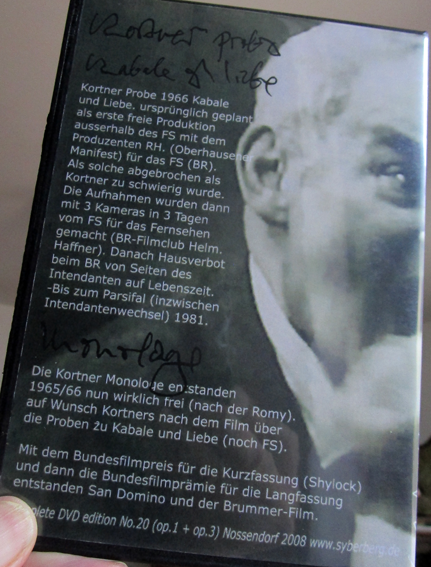 Kortner probe
Kabale u liebe
Kortner Probe 1966 Kabale
und Liebe, ursprünglich geplant
als erste freie Produktion
ausserhalb des FS mit dem
Produzenten RH. (Oberhausener
Manifest) für das FS (BR).
Als solche abgebrochen als
Kortner zu schwierig wurde.
Die Aufnahmen wurden dann
mit 3 Kameras in 3 Tagen
vom FS für das Fernsehen
gemacht (BR-Filmclub Helm.
Haffner). Danach Hausverbot
beim BR von Seiten des
Intendanten auf Lebenszeit.
-Bis zum Parsifal (inzwischen
Intendantenwechsel) 1981.
Monologe
Die Kortner Monologe enstanden
1965/66 nun wirklich frei (nach der Romy).
auf Wunsch Kortners nach dem Film über
die Proben zu Kabale und Liebe (noch FS).
Mit dem Bundesfilmpreis für die Kurzfassung (Shylock)
und dann die Bundesfilmprämie für die Langfassung
entstanden San Domino und der Brummer-Film.
plete DVD edition No.20 (op.1 + op.3) Nossendorf 2008 www.syberberg.de